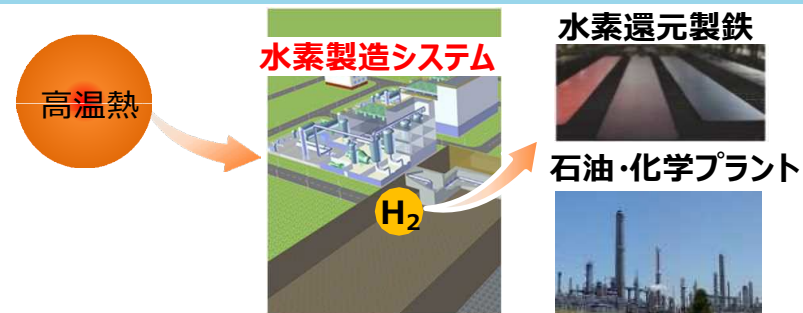 高温熱
水素製造システム
H₂
水素還元製鉄
石油・化学プラント